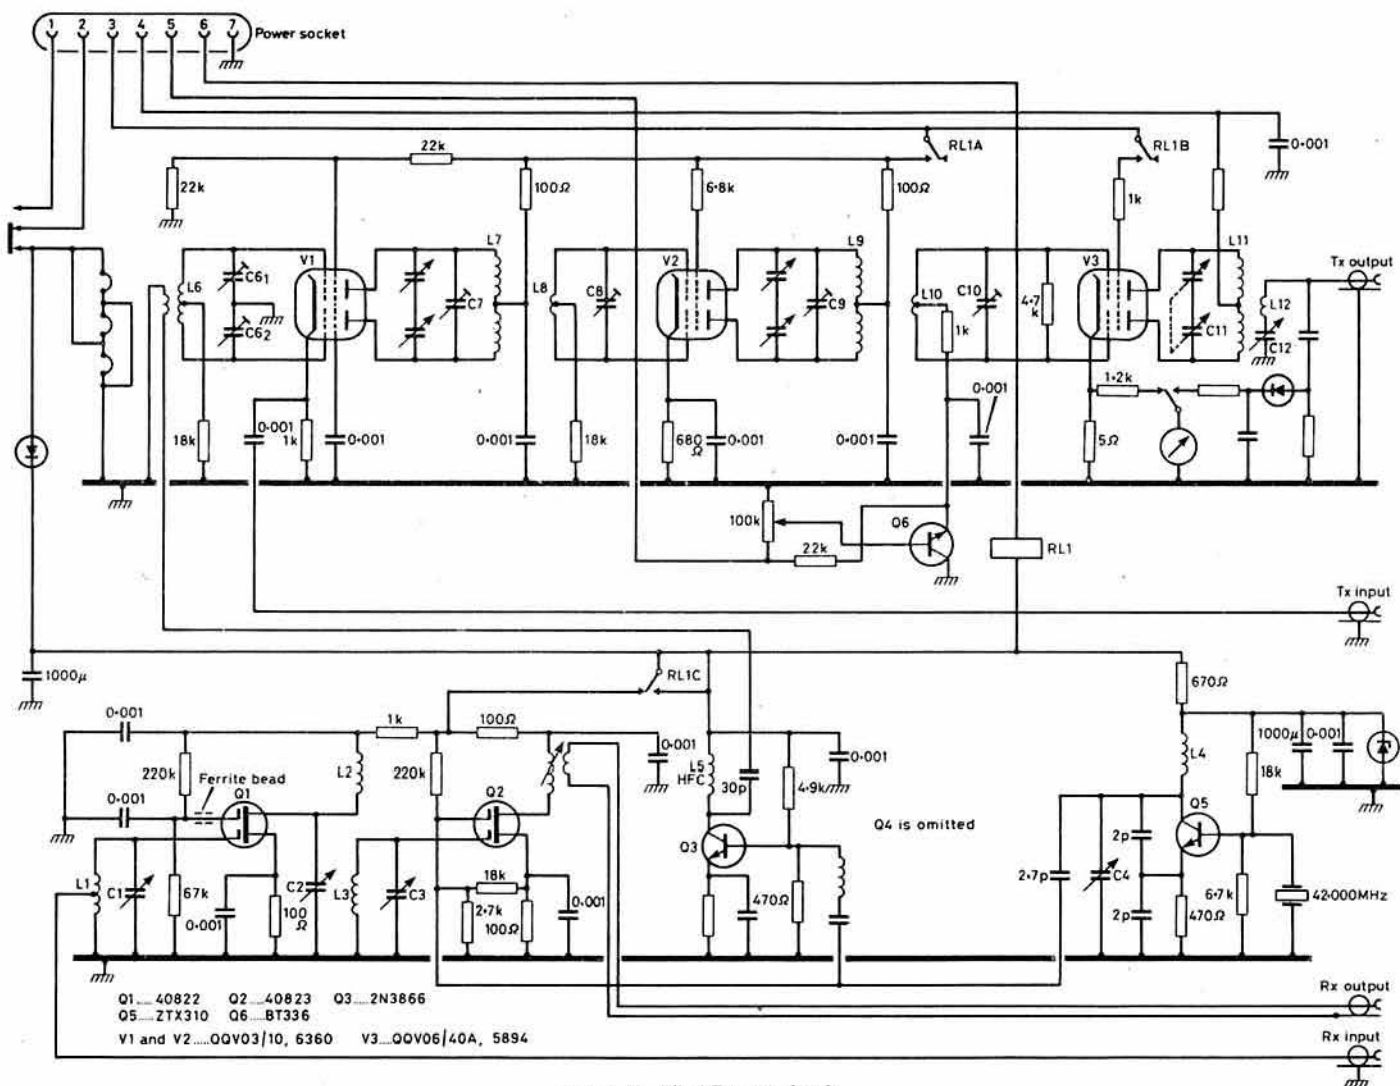 1 2 3 4 5 6 7
Power socket
22k
22k
100Ω
6·8k
100Ω
RL1A
RL1B
1k
0·001
L6
C6₁
C6₂
V1
C7
L7
L8
C8
V2
C9
L9
L10
1k
C10
4·7
k
V3
C11
L11
L12
C12
Tx output
18k
0·001
1k
0·001
0·001
18k
680
Ω
0·001
0·001
0·001
1·2k
5Ω
100k
22k
Q6
RL1
Tx input
1000µ
RL1C
670Ω
0·001
220k
Ferrite bead
0·001
Q1
L2
1k
220k
100Ω
Q2
0·001
L5
HFC
30p
4·9k
0·001
Q4 is omitted
L4
1000µ
0·001
18k
Q5
L1
C1
67k
0·001
100
Ω
C2
L3
C3
18k
2·7k
100Ω
0·001
Q3
470Ω
2·7p
C4
2p
2p
470Ω
6·7k
42·000MHz
Q1.....40822 Q2.....40823 Q3.....2N3866
Q5.....ZTX310 Q6.....BT336
V1 and V2.....QQV03/10, 6360 V3.....QQV06/40A, 5894
Rx output
Rx input